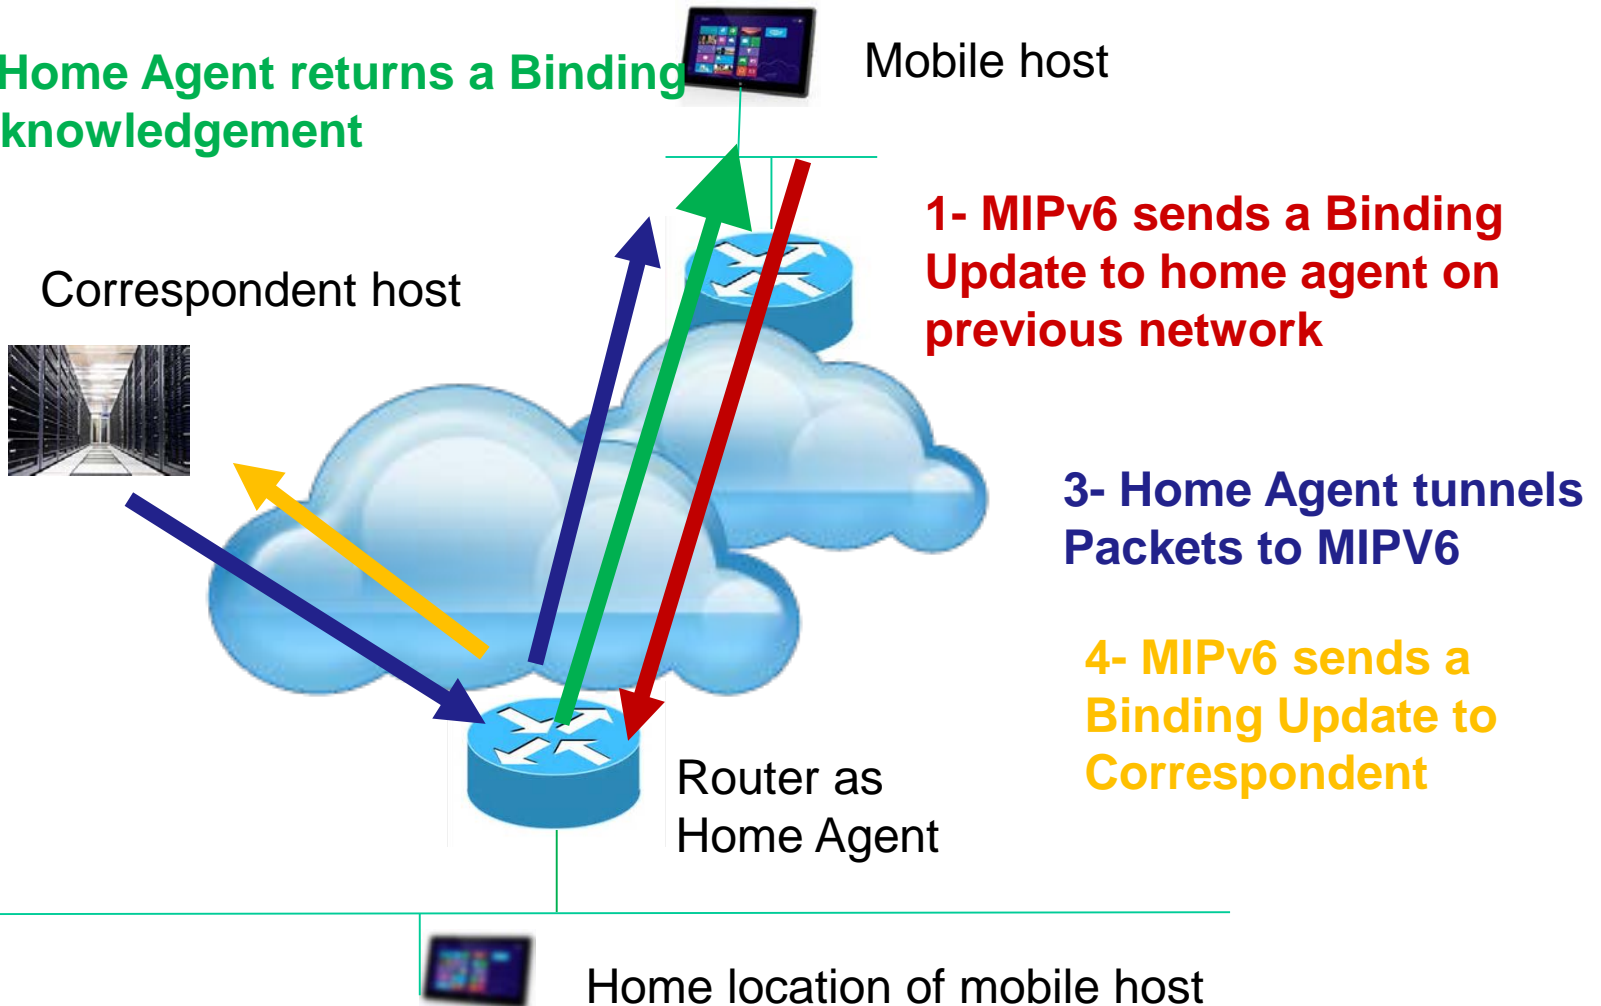 Home Agent returns a Binding
knowledgement
Mobile host
Correspondent host
1- MIPv6 sends a Binding
Update to home agent on
previous network
3- Home Agent tunnels
Packets to MIPV6
4- MIPv6 sends a
Binding Update to
Correspondent
Router as
Home Agent
Home location of mobile host